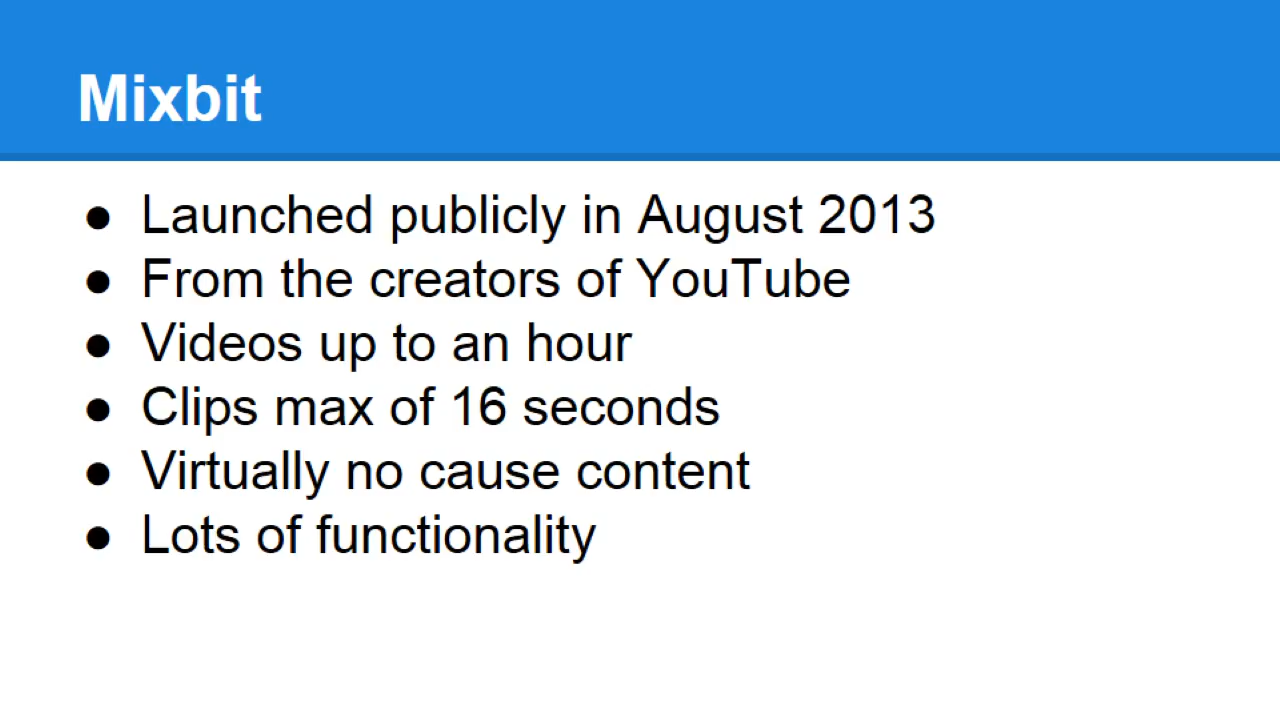 Mixbit
● Launched publicly in August 2013
● From the creators of YouTube
● Videos up to an hour
● Clips max of 16 seconds
● Virtually no cause content
● Lots of functionality